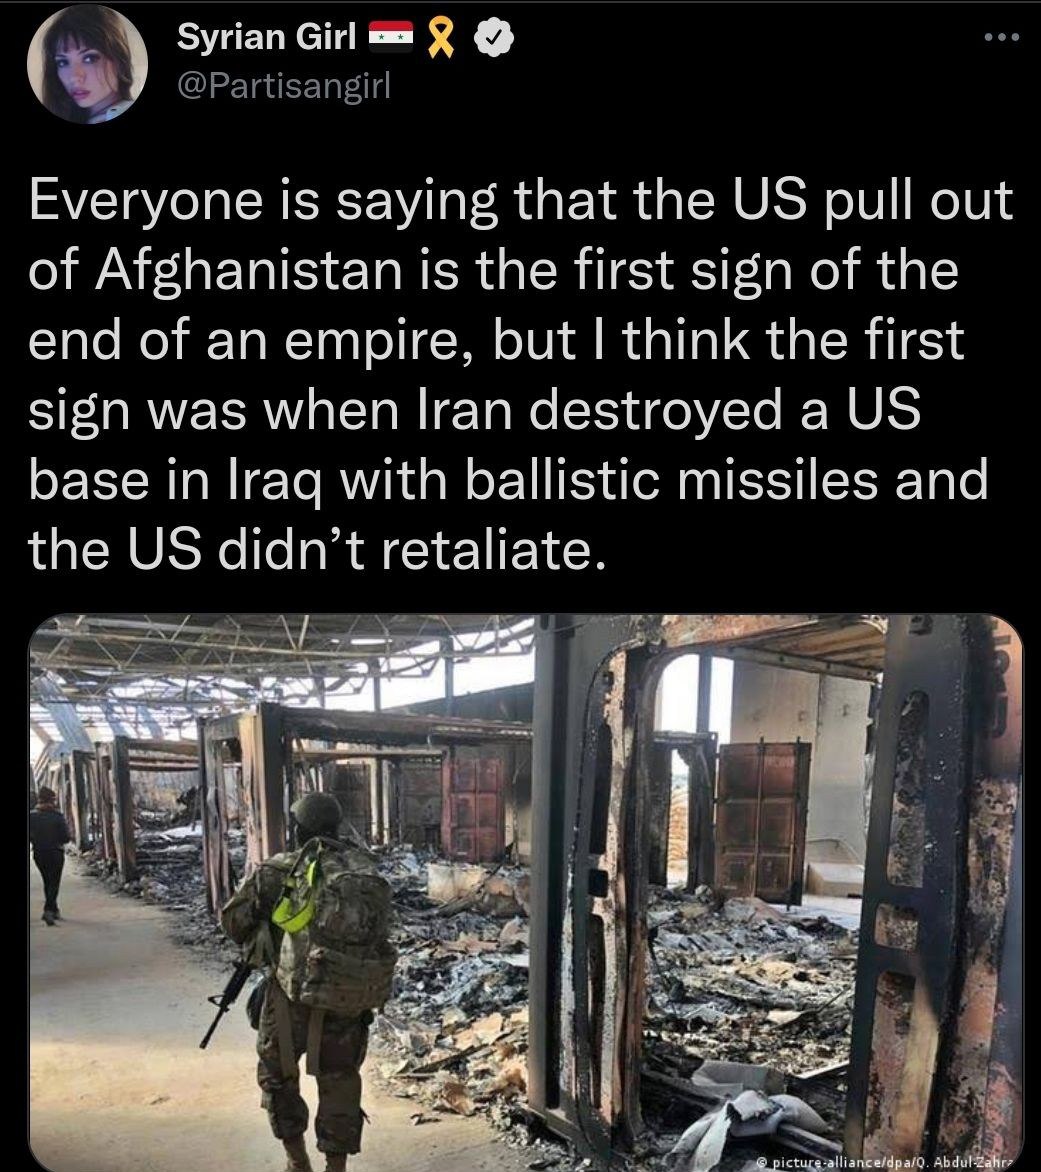 Syrian Girl
@Partisangirl
Everyone is saying that the US pull out
of Afghanistan is the first sign of the
end of an empire, but I think the first
sign was when Iran destroyed a US
base in Iraq with ballistic missiles and
the US didn’t retaliate.
© picture-alliance/dpa/Q. Abdul-Zahra